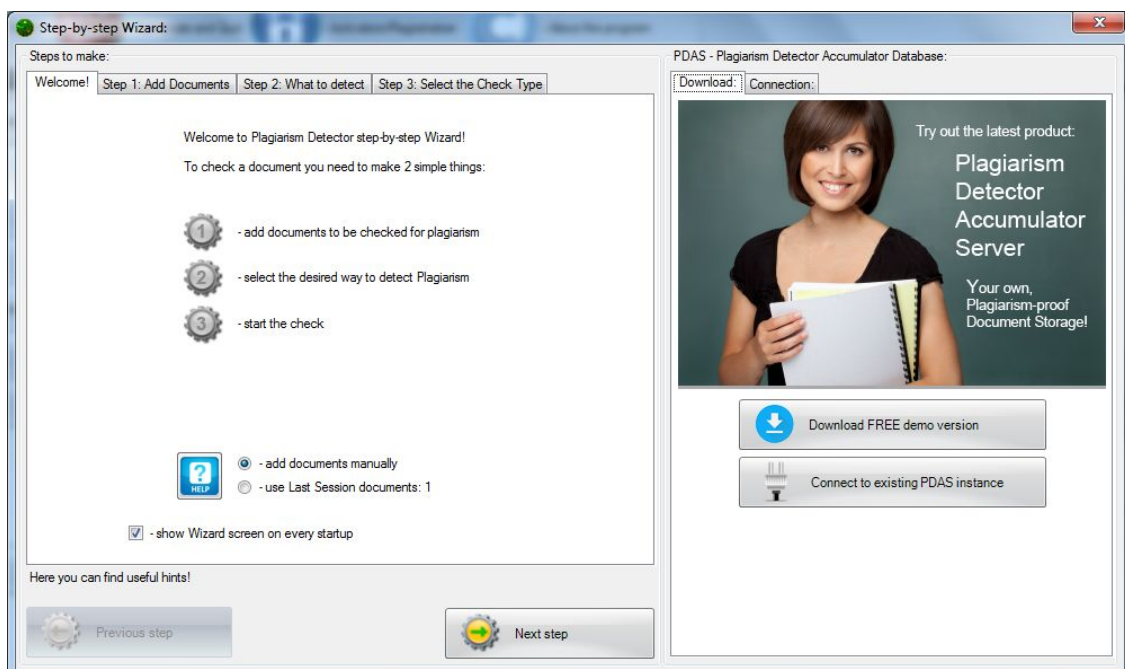 Step-by-step Wizard:
Steps to make:
Welcome!
Step 1: Add Documents
Step 2: What to detect
Step 3: Select the Check Type
Welcome to Plagiarism Detector step-by-step Wizard!
To check a document you need to make 2 simple things:
1
- add documents to be checked for plagiarism
2
- select the desired way to detect Plagiarism
3
- start the check
?
HELP
- add documents manually
- use Last Session documents: 1
- show Wizard screen on every startup
Here you can find useful hints!
Previous step
Next step
PDAS - Plagiarism Detector Accumulator Database:
Download:
Connection:
Try out the latest product:
Plagiarism
Detector
Accumulator
Server
Your own,
Plagiarism-proof
Document Storage!
Download FREE demo version
Connect to existing PDAS instance